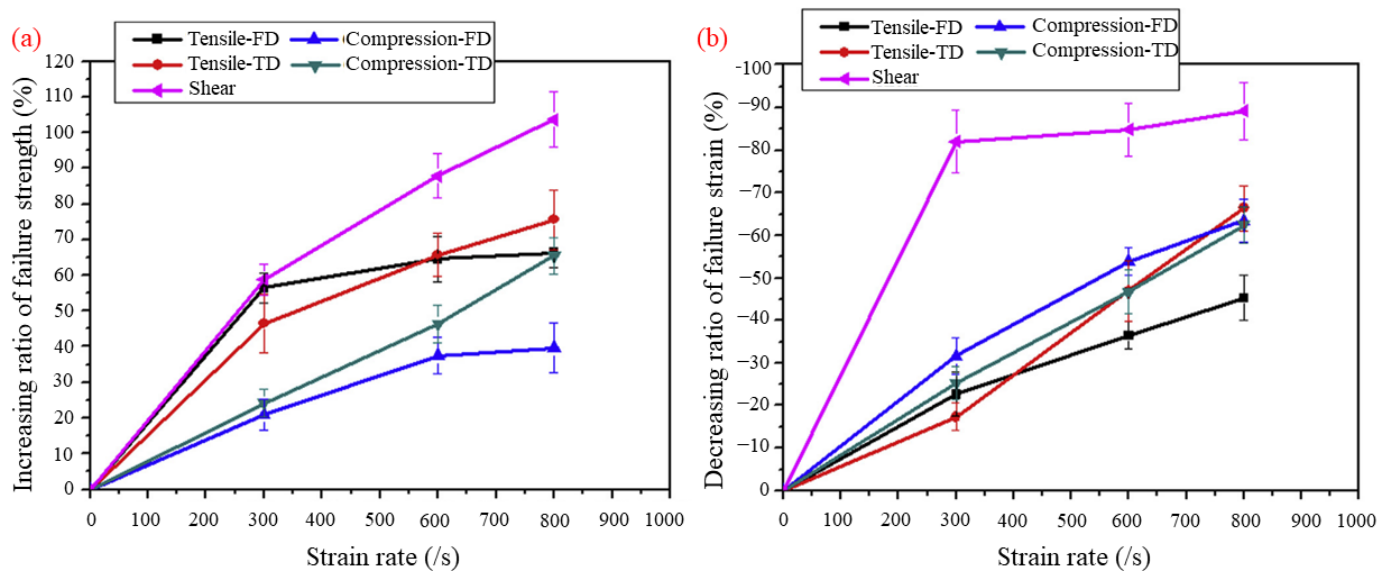 (a)
Tensile-FD Compression-FD
Tensile-TD Compression-TD
Shear
120
110
100
90
80
70
60
50
40
30
20
10
0
Increasing ratio of failure strength (%)
0 100 200 300 400 500 600 700 800 900 1000
Strain rate (/s)
(b)
Tensile-FD Compression-FD
Tensile-TD Compression-TD
Shear
-100
−90
−80
−70
−60
−50
−40
−30
−20
−10
0
Decreasing ratio of failure strain (%)
0 100 200 300 400 500 600 700 800 900 1000
Strain rate (/s)